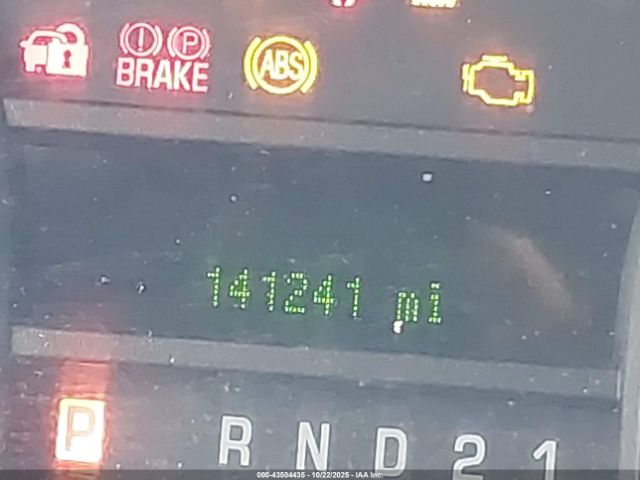 ! P
BRAKE
ABS
141241 mi
P R N D 2 1
000-43504435 - 10/22/2025 - IAA Inc.